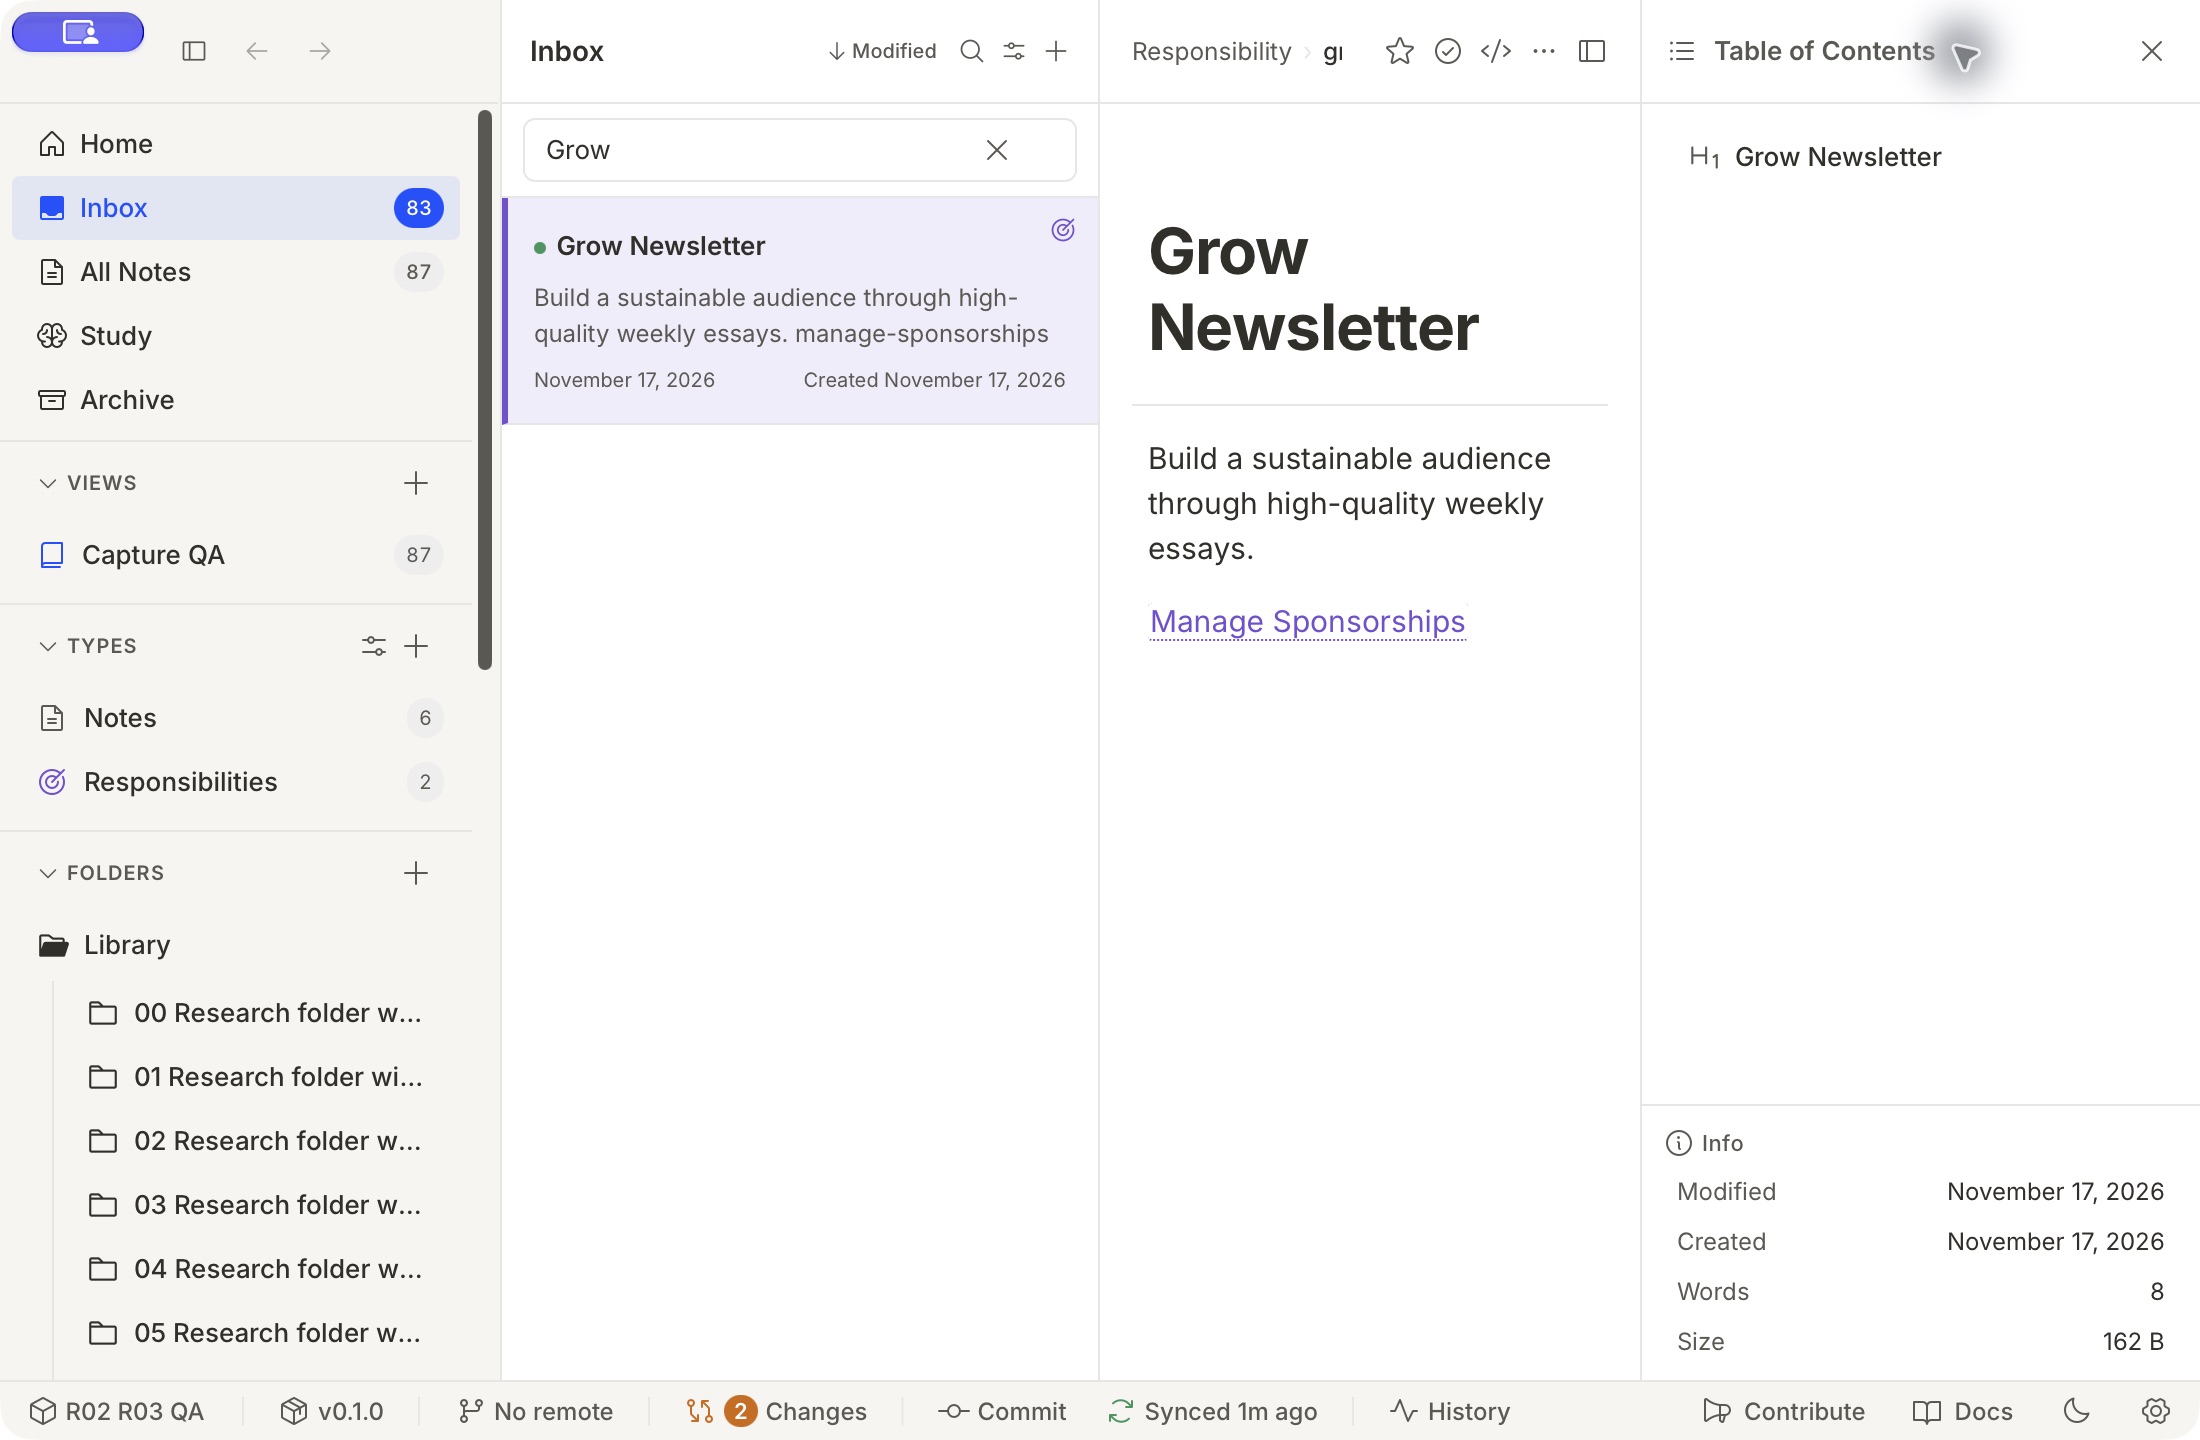 Inbox
Modified
Responsibility › gr
Table of Contents
Home
Inbox 83
All Notes 87
Study
Archive
VIEWS
Capture QA 87
TYPES
Notes 6
Responsibilities 2
FOLDERS
Library
00 Research folder w...
01 Research folder wi...
02 Research folder w...
03 Research folder w...
04 Research folder w...
05 Research folder w...
Grow
Grow Newsletter
Build a sustainable audience through high-
quality weekly essays. manage-sponsorships
November 17, 2026 Created November 17, 2026
Grow
Newsletter
Build a sustainable audience
through high-quality weekly
essays.
Manage Sponsorships
H1 Grow Newsletter
Info
Modified November 17, 2026
Created November 17, 2026
Words 8
Size 162 B
R02 R03 QA
v0.1.0
No remote
2 Changes
Commit
Synced 1m ago
History
Contribute
Docs